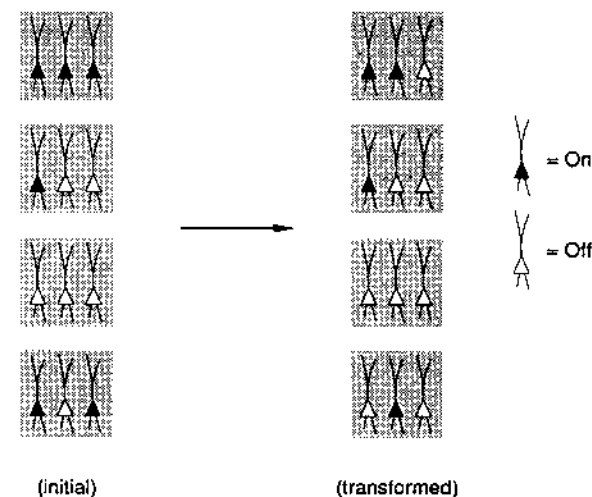 = On
= Off
(initial)
(transformed)